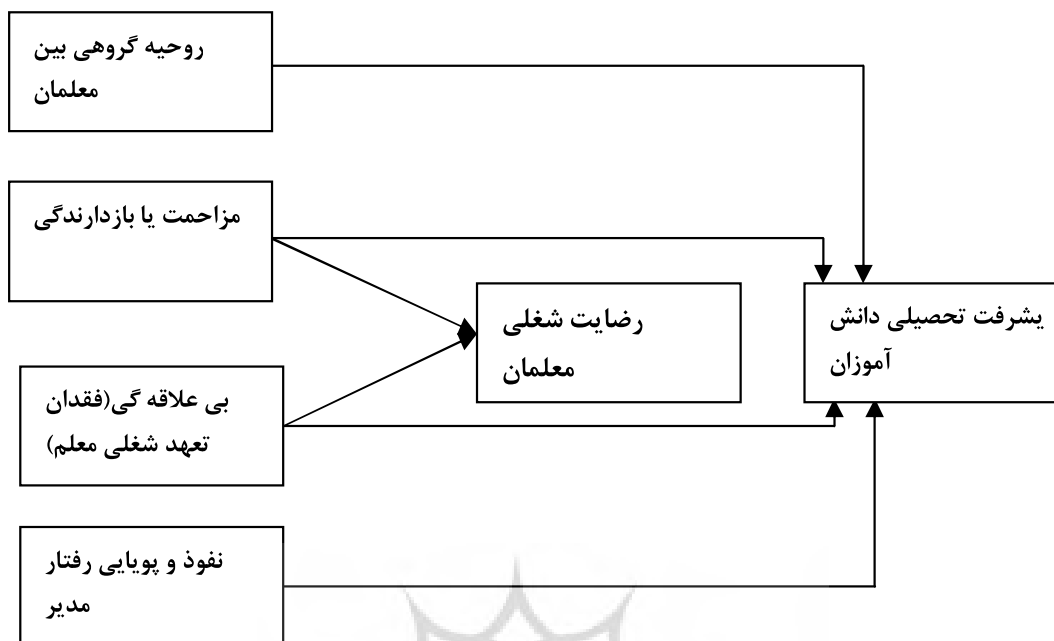 روحیه گروهی بین
معلمان
مزاحمت یا بازدارندگی
رضایت شغلی
معلمان
یشرفت تحصیلی دانش
آموزان
بی علاقه گی(فقدان
تعهد شغلی معلم)
نفوذ و پویایی رفتار
مدیر